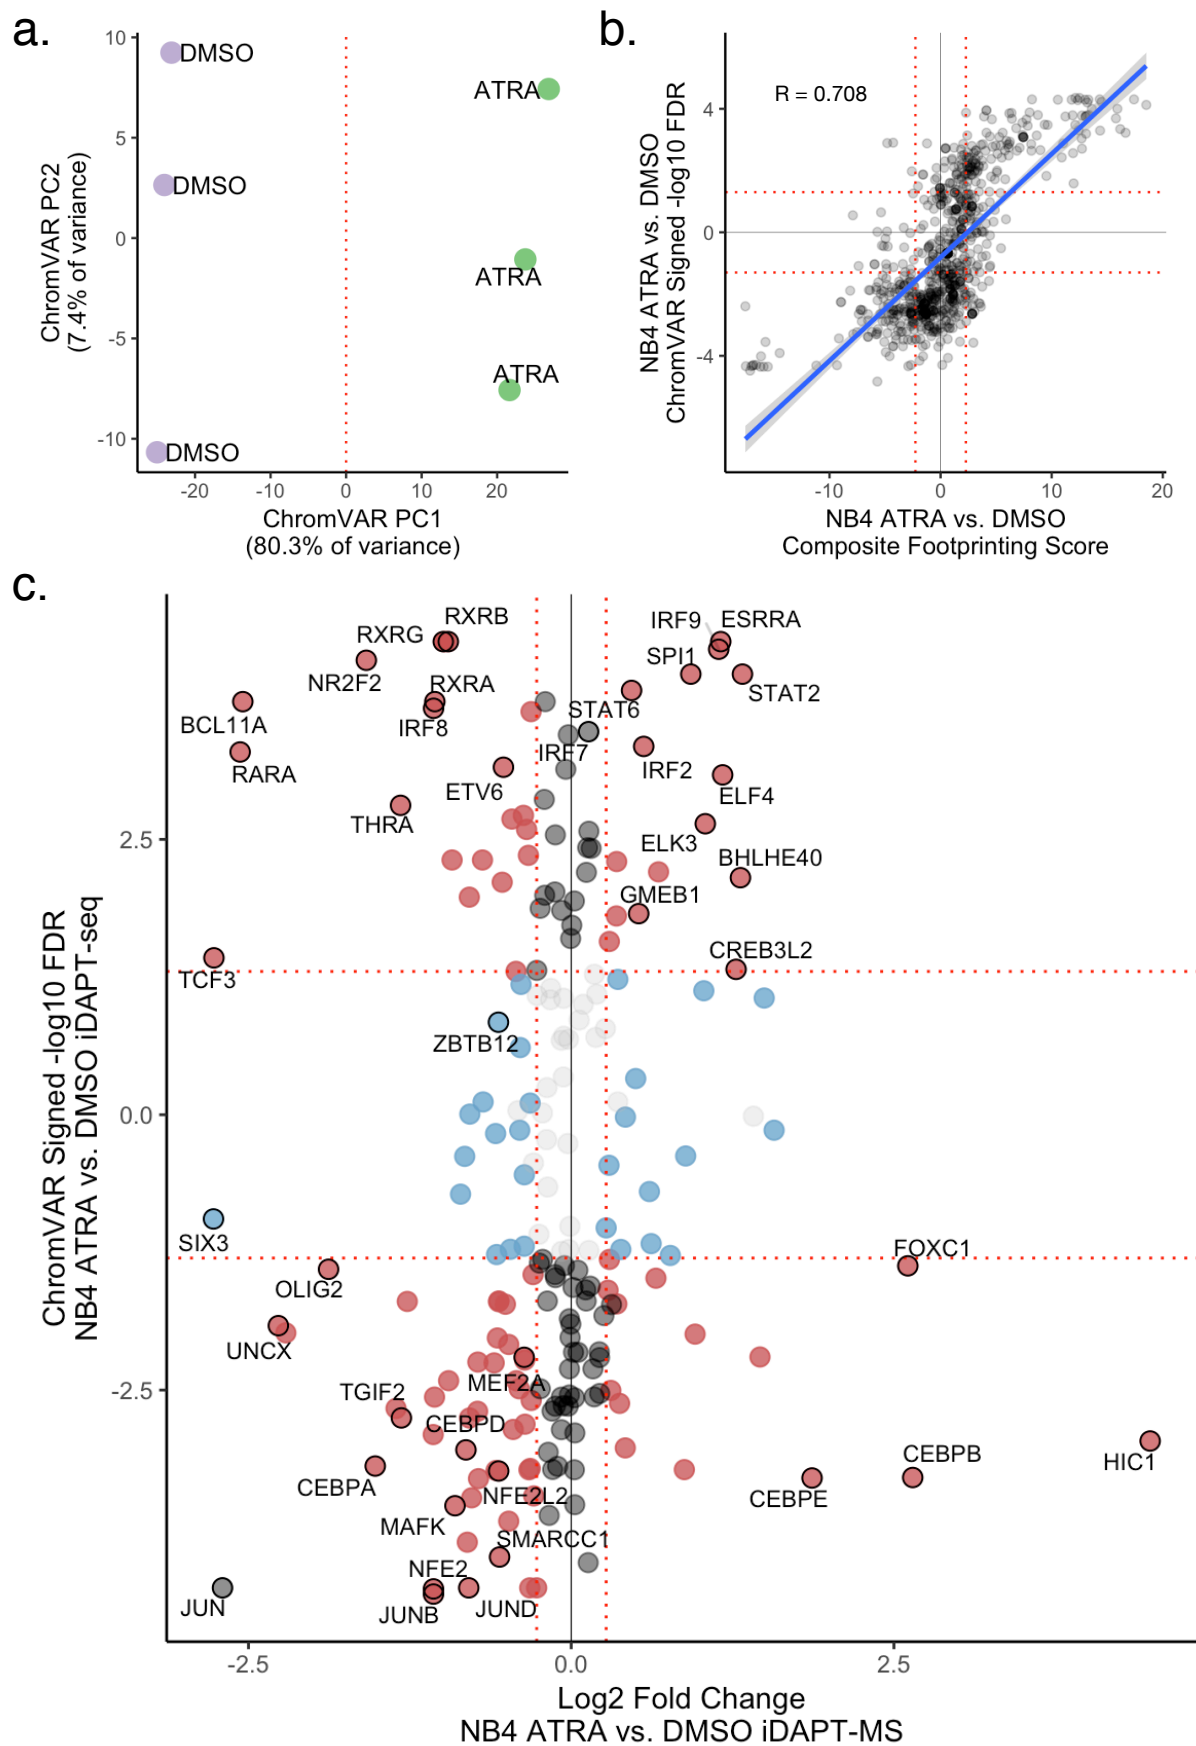 a.
10
5
0
-5
-10
DMSO
DMSO
DMSO
ATRA
ATRA
ATRA
-20
-10
0
10
20
ChromVAR PC2
(7.4% of variance)
ChromVAR PC1
(80.3% of variance)
b.
R = 0.708
4
0
-4
-10
0
10
20
NB4 ATRA vs. DMSO
ChromVAR Signed -log10 FDR
NB4 ATRA vs. DMSO
Composite Footprinting Score
c.
RXRB
RXRG
NR2F2
RXRA
IRF8
BCL11A
RARA
ETV6
THRA
IRF9
ESRRA
SPI1
STAT2
STAT6
IRF7
IRF2
ELF4
ELK3
BHLHE40
GMEB1
CREB3L2
TCF3
ZBTB12
SIX3
OLIG2
UNCX
FOXC1
MEF2A
TGIF2
CEBPD
CEBPA
NFE2L2
MAFK
SMARCC1
NFE2
JUN
JUNB
JUND
CEBPE
CEBPB
HIC1
2.5
0.0
-2.5
-2.5
0.0
2.5
ChromVAR Signed -log10 FDR
NB4 ATRA vs. DMSO iDAPT-seq
Log2 Fold Change
NB4 ATRA vs. DMSO iDAPT-MS